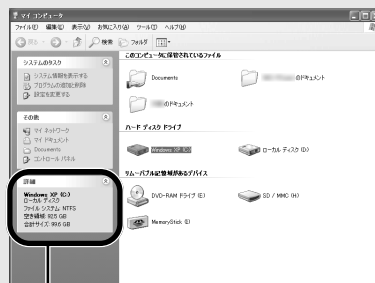 マイ コンピュータ
ファイル(F) 編集(E) 表示(V) お気に入り(A) ツール(T) ヘルプ(H)
戻る 検索 フォルダ
システムのタスク
システム情報を表示する
プログラムの追加と削除
設定を変更する
その他
マイ ネットワーク
マイ ドキュメント
Documents
コントロール パネル
詳細
Windows XP (C:)
ローカル ディスク
ファイル システム: NTFS
空き領域: 92.5 GB
合計サイズ: 99.6 GB
このコンピュータに保管されているファイル
Documents
のドキュメント
のドキュメント
ハード ディスク ドライブ
Windows XP (C:)
ローカル ディスク (D:)
リムーバブル記憶域があるデバイス
DVD-RAM ドライブ (E:)
SD / MMC (H:)
MemoryStick (I:)